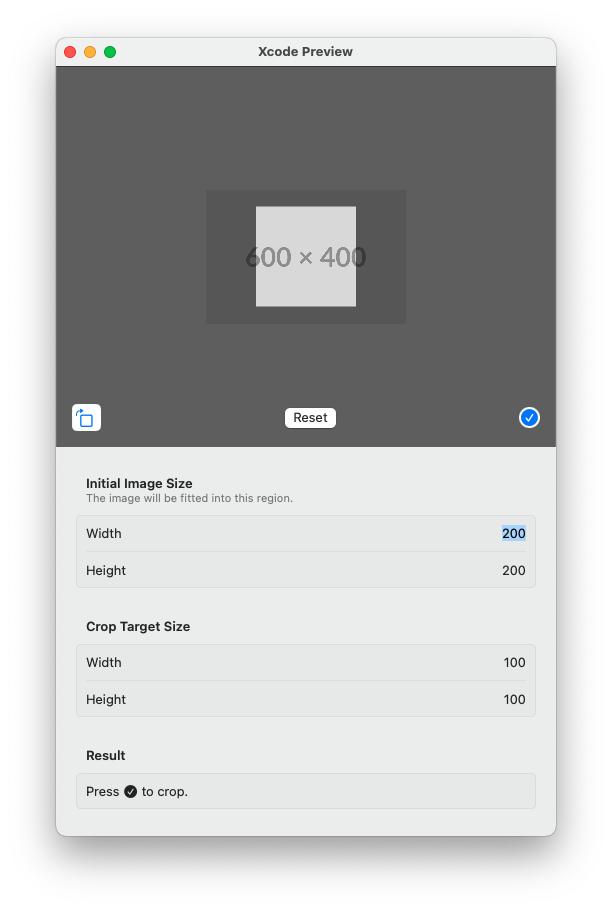 Xcode Preview
600 × 400
Reset
Initial Image Size
The image will be fitted into this region.
Width 200
Height 200
Crop Target Size
Width 100
Height 100
Result
Press to crop.